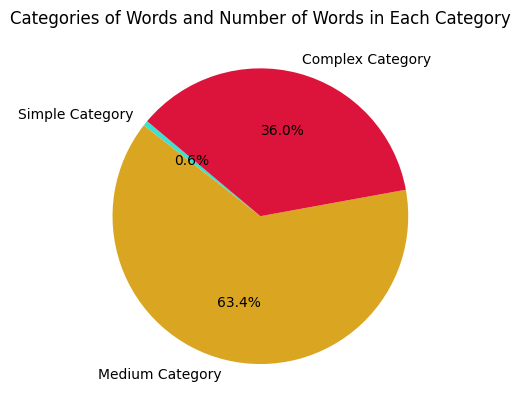 Categories of Words and Number of Words in Each Category
Complex Category
36.0%
Simple Category
0.6%
63.4%
Medium Category